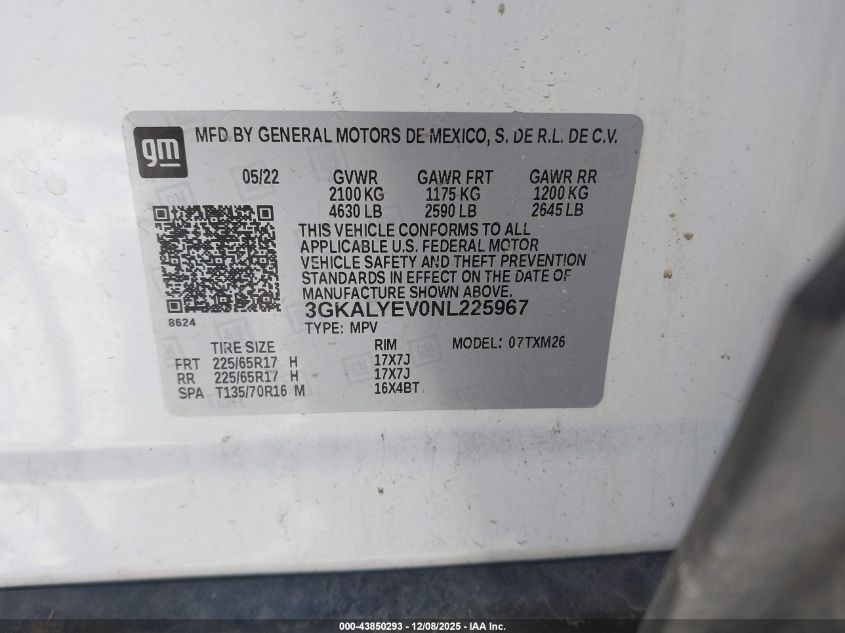 gm
MFD BY GENERAL MOTORS DE MEXICO, S. DE R.L. DE C.V.
05/22 GVWR GAWR FRT GAWR RR
2100 KG 1175 KG 1200 KG
4630 LB 2590 LB 2645 LB
THIS VEHICLE CONFORMS TO ALL
APPLICABLE U.S. FEDERAL MOTOR
VEHICLE SAFETY AND THEFT PREVENTION
STANDARDS IN EFFECT ON THE DATE OF
MANUFACTURE SHOWN ABOVE.
8624
3GKALYEV0NL225967
TYPE: MPV
TIRE SIZE RIM MODEL: 07TXM26
FRT 225/65R17 H 17X7J
RR 225/65R17 H 17X7J
SPA T135/70R16 M 16X4BT
000-43850293 - 12/08/2025 - IAA Inc.